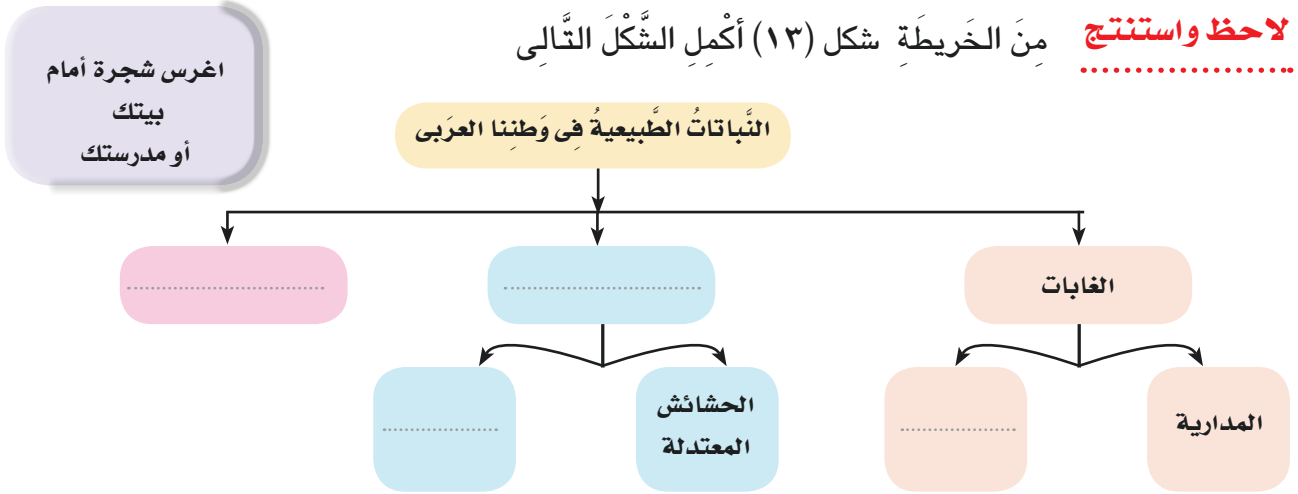 لاحظ واستنتج مِنَ الخَريطَةِ شكل (١٣) أكْمِلِ الشَّكْلَ التَّالِى
اغرس شجرة أمام
بيتك
أو مدرستك
النَّباتاتُ الطَّبيعيةُ فِى وَطنِنا العرَبى
الغابات
المدارية
الحشائش
المعتدلة